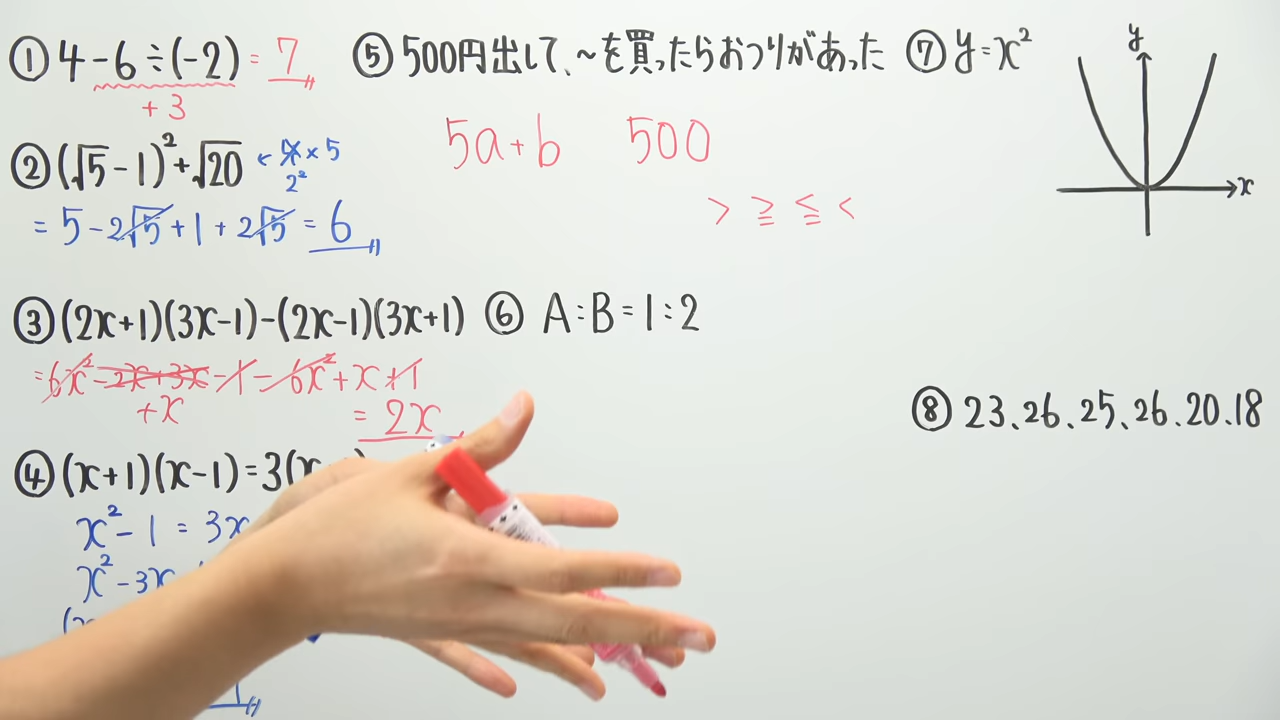 ① 4-6÷(-2) = 7
+3
② (√5-1)²+√20 ← 4×5
2²
= 5-2√5+1+2√5 = 6
③ (2x+1)(3x-1)-(2x-1)(3x+1)
=6x²-2x+3x-1-6x²+x+1
+x
= 2x
④ (x+1)(x-1)=3(x
x²-1 = 3x
x²-3x
⑤ 500円出して、~を買ったらおつりがあった
5a+b 500
> ≧ ≦ <
⑥ A:B=1:2
⑦ y=x²
y
x
⑧ 23、26、25、26、20、18